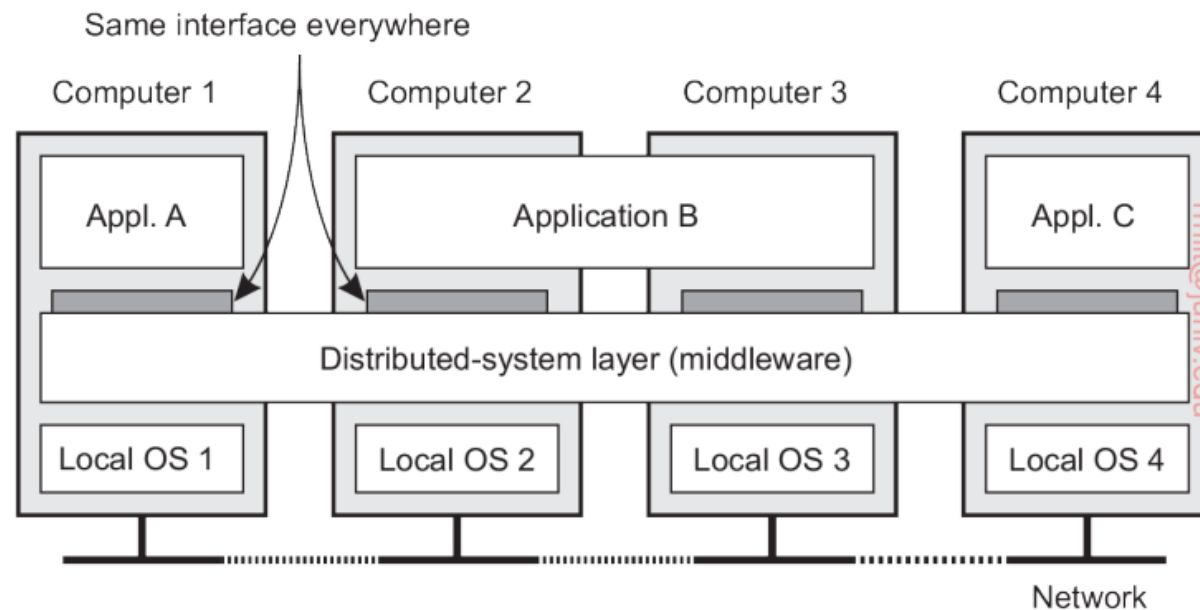 Same interface everywhere
Computer 1
Computer 2
Computer 3
Computer 4
Appl. A
Application B
Appl. C
Distributed-system layer (middleware)
Local OS 1
Local OS 2
Local OS 3
Local OS 4
Network